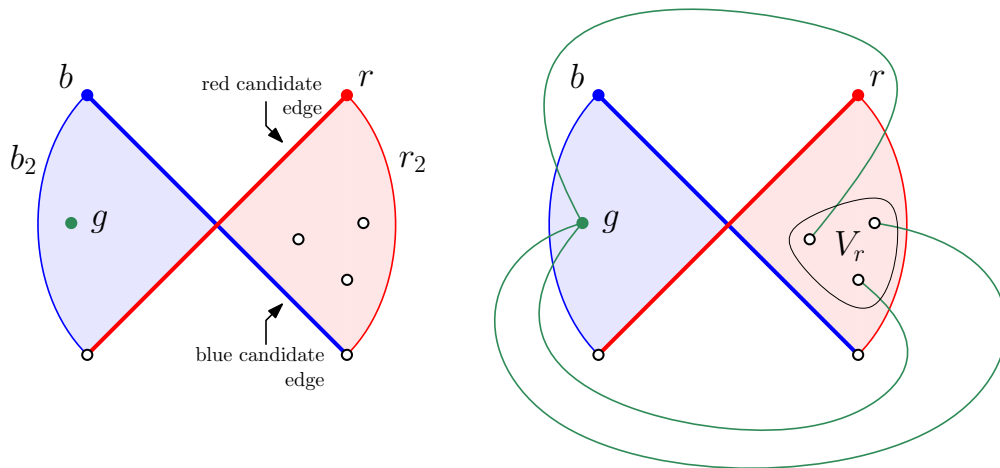 b
r
red candidate
edge
b₂
r₂
g
blue candidate
edge
b
r
g
Vᵣ